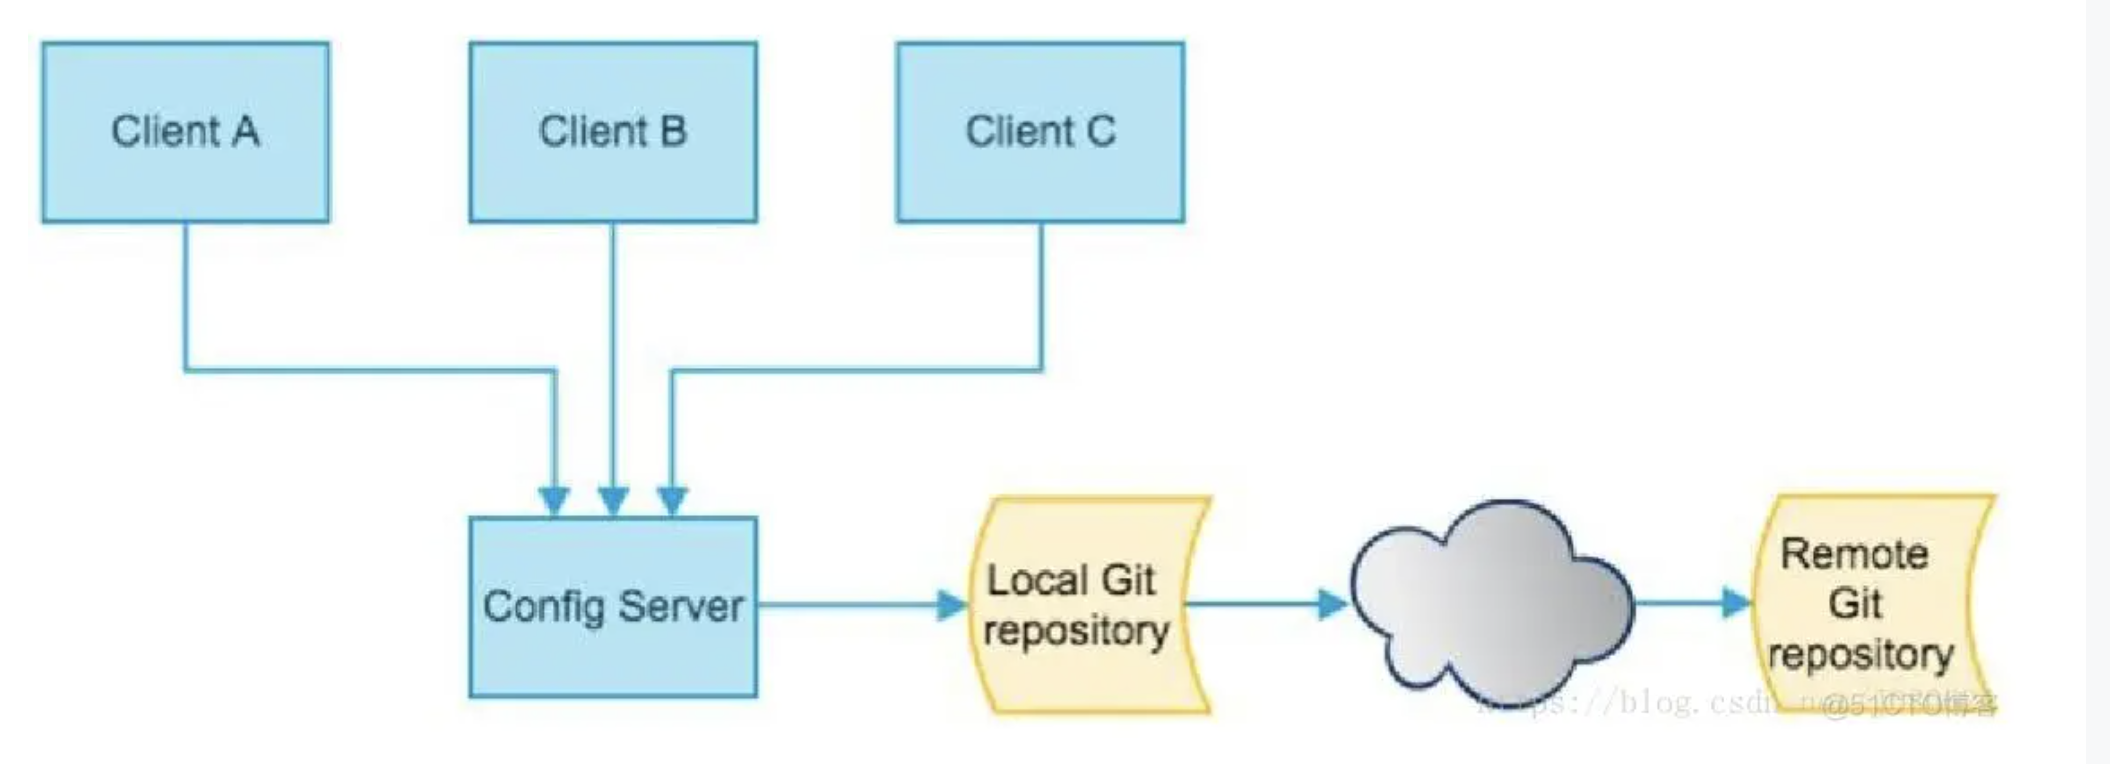 Client A
Client B
Client C
Config Server
Local Git
repository
Remote
Git
repository
https://blog.csdn.n
@51CTO博客